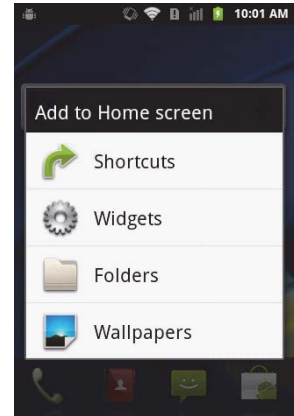 10:01 AM
Add to Home screen
Shortcuts
Widgets
Folders
Wallpapers